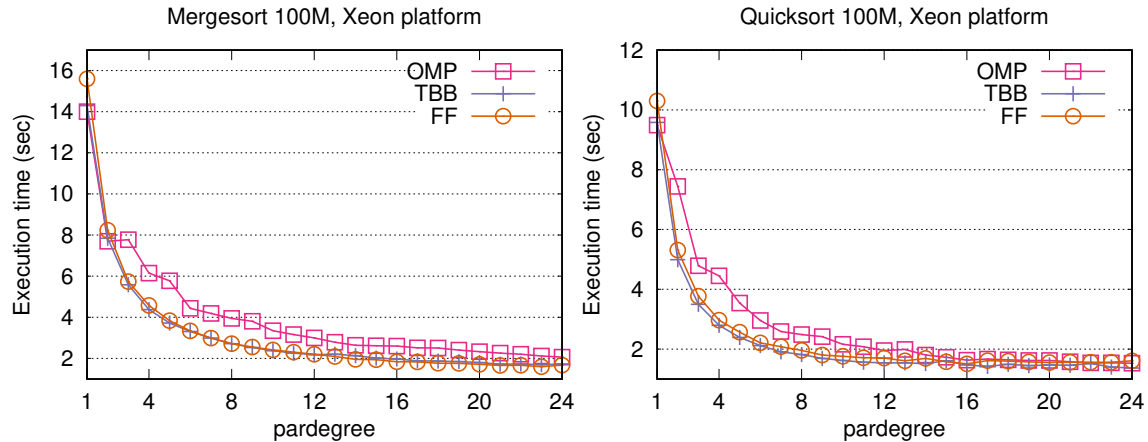 Mergesort 100M, Xeon platform
Execution time (sec)
16
14
12
10
8
6
4
2
OMP
TBB
FF
1 4 8 12 16 20 24
pardegree
Quicksort 100M, Xeon platform
Execution time (sec)
12
10
8
6
4
2
OMP
TBB
FF
1 4 8 12 16 20 24
pardegree